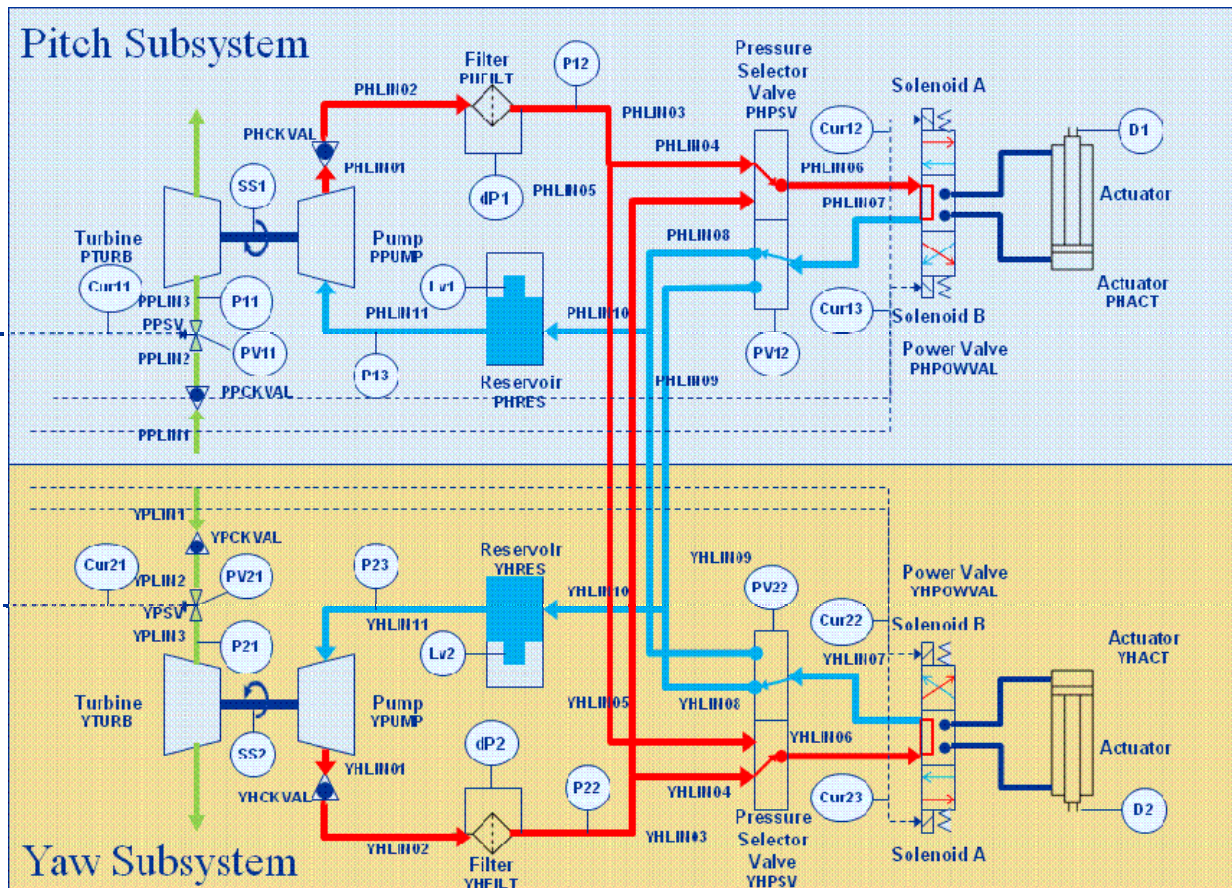 Pitch Subsystem
Filter
PHFILT
P12
Pressure
Selector
Valve
PHPSV
Solenoid A
PHLIN02
PHLIN03
PHCKVAL
Cur12
D1
PHLIN01
PHLIN04
SS1
dP1
PHLIN05
PHLIN06
PHLIN07
Actuator
Turbine
PTURB
Pump
PPUMP
PHLIN08
Cur11
Lv1
Actuator
PHACT
PPLIN3
P11
PHLIN11
PHLIN10
Cur13
Solenoid B
PPSV
PV11
PV12
Power Valve
PHPOWVAL
PPLIN2
P13
Reservoir
PHRES
PHLIN09
PPCKVAL
PPLIN1
YPLIN1
YPCKVAL
Reservoir
YHRES
YHLIN09
Cur21
YPLIN2
PV21
P23
YHLIN10
PV22
Power Valve
YHPOWVAL
YPSV
Cur22
Solenoid B
YPLIN3
P21
YHLIN11
Lv2
YHLIN07
Actuator
YHACT
Turbine
YTURB
Pump
YPUMP
YHLIN05
YHLIN08
SS2
dP2
YHLIN06
Actuator
YHLIN01
YHCKVAL
P22
YHLIN04
Cur23
D2
YHLIN02
YHLIN03
Pressure
Selector
Valve
YHPSV
Solenoid A
Filter
YHFILT
Yaw Subsystem